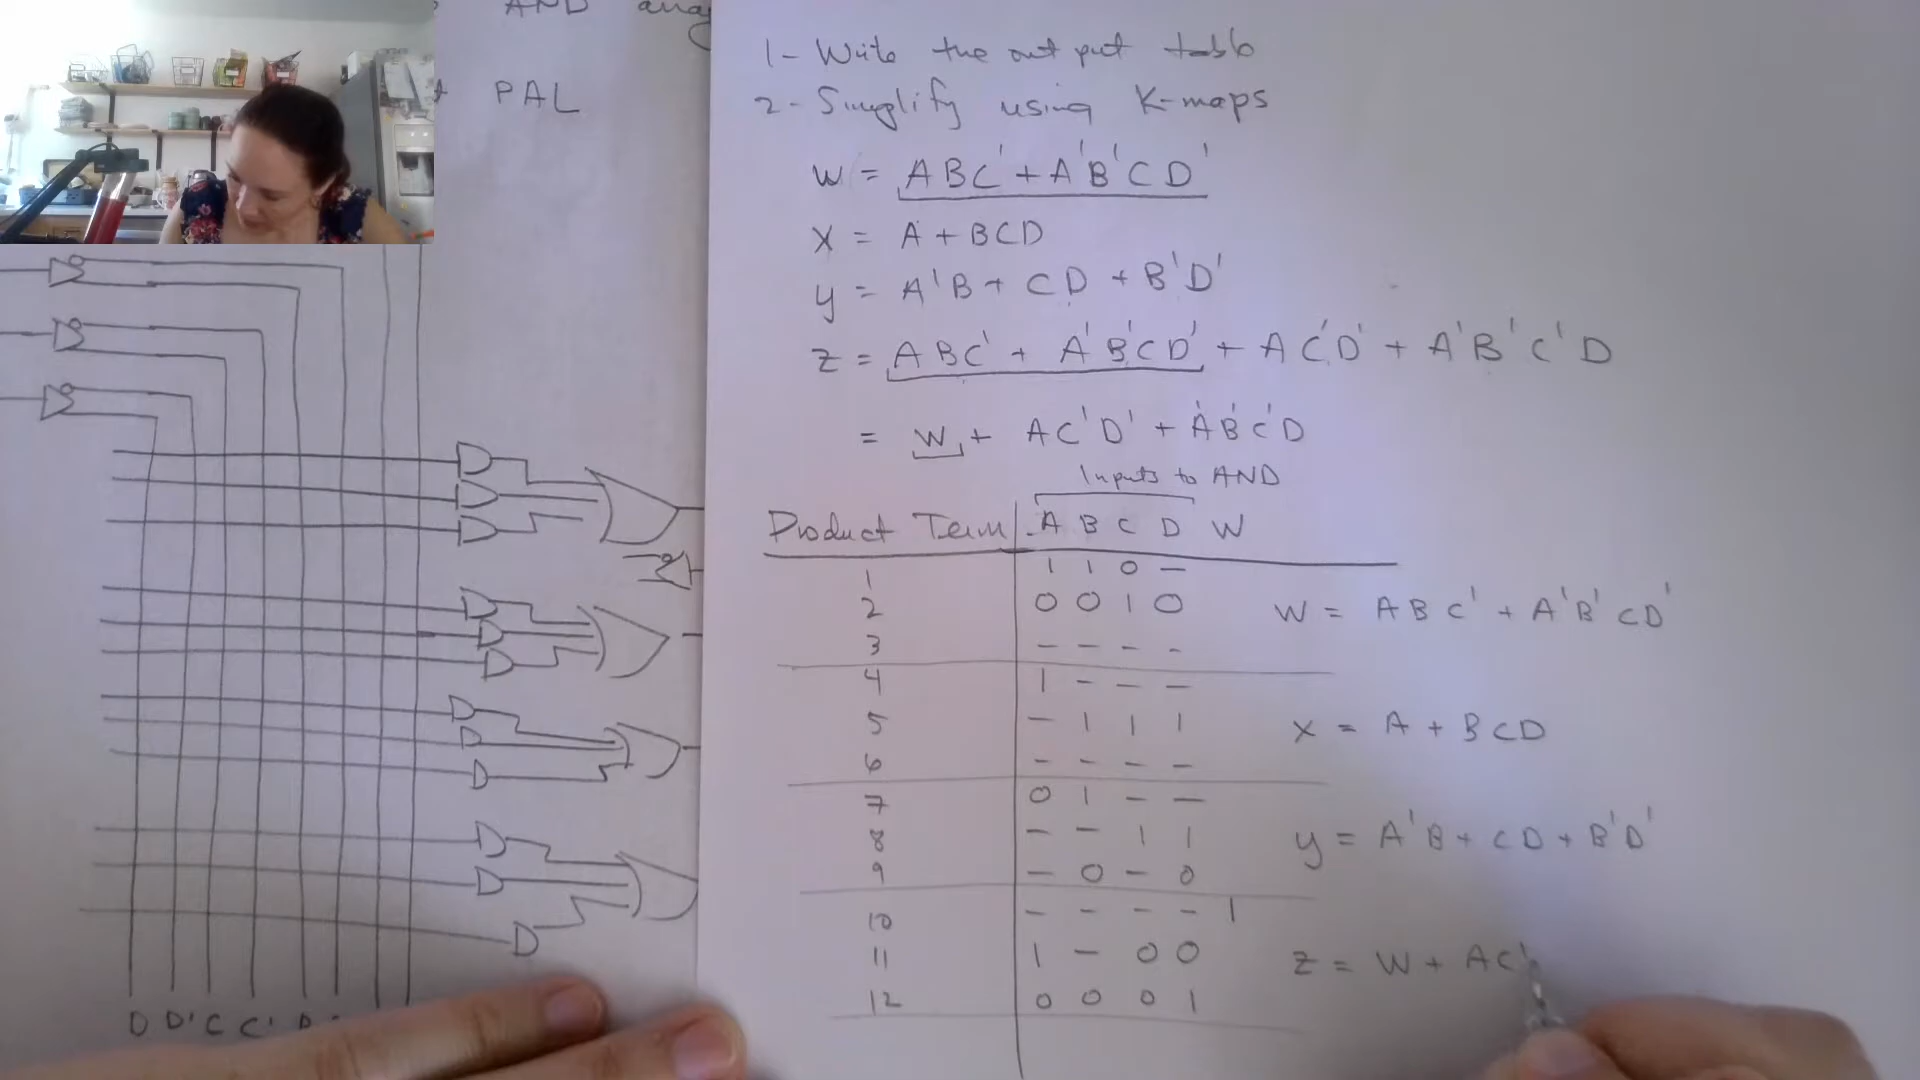 AND
PAL
1- Write the out put table
2- Simplify using K-maps
W = ABC' + A'B'CD'
X = A + BCD
y = A'B + CD + B'D'
Z = ABC' + A'B'CD' + AC'D' + A'B'C'D
= W + AC'D' + A'B'C'D
Inputs to AND
Product Term A B C D W
1 1 1 0 –
2 0 0 1 0 W = ABC' + A'B'CD'
3 – – – –
4 1 – – –
5 – 1 1 1 X = A + BCD
6 – – – –
7 0 1 – –
8 – – 1 1 y = A'B + CD + B'D'
9 – 0 – 0
10 – – – – 1
11 1 – 0 0 Z = W + AC'
12 0 0 0 1
D D' C C'